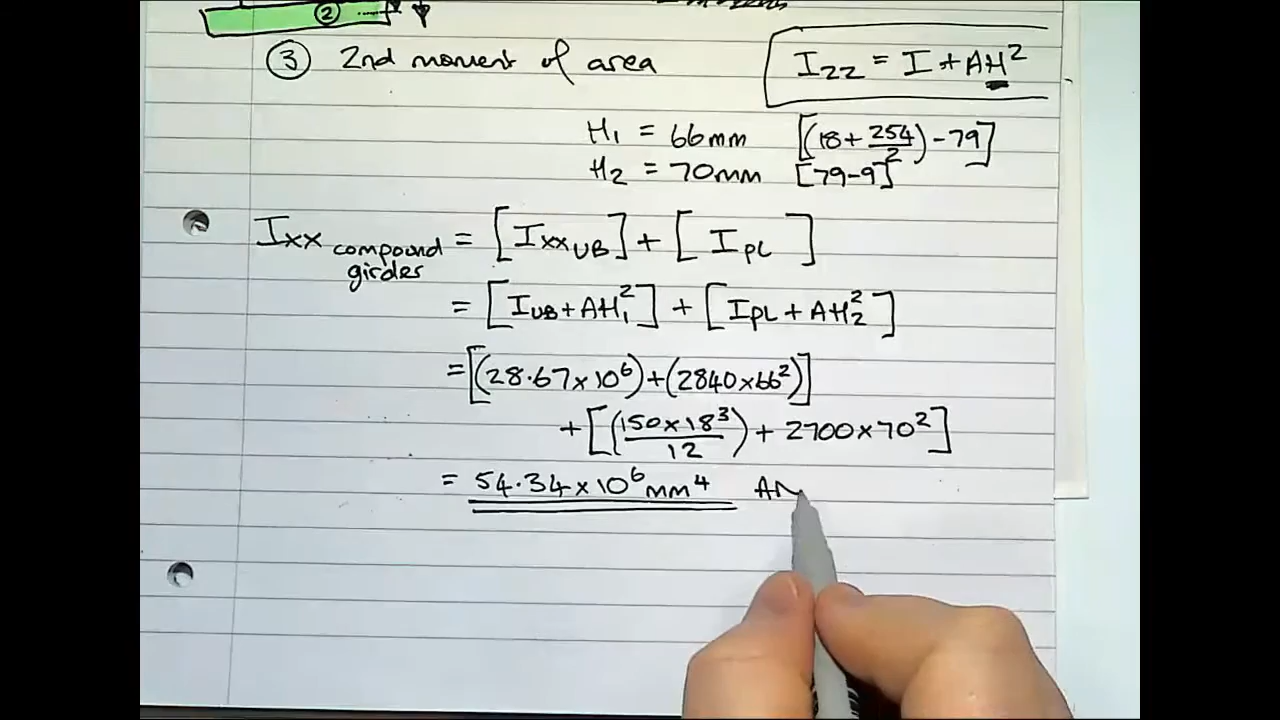 ②
③ 2nd moment of area
Izz = I + AH²
H₁ = 66mm [(18 + 254/2) - 79]
H₂ = 70mm [79-9]
Ixx compound girder = [Ixx UB] + [I PL]
= [I UB + AH₁²] + [I PL + AH₂²]
= [(28.67 x 10⁶) + (2840 x 66²)]
+ [(150 x 18³/12) + 2700 x 70²]
= 54.34 x 10⁶ mm⁴ AN